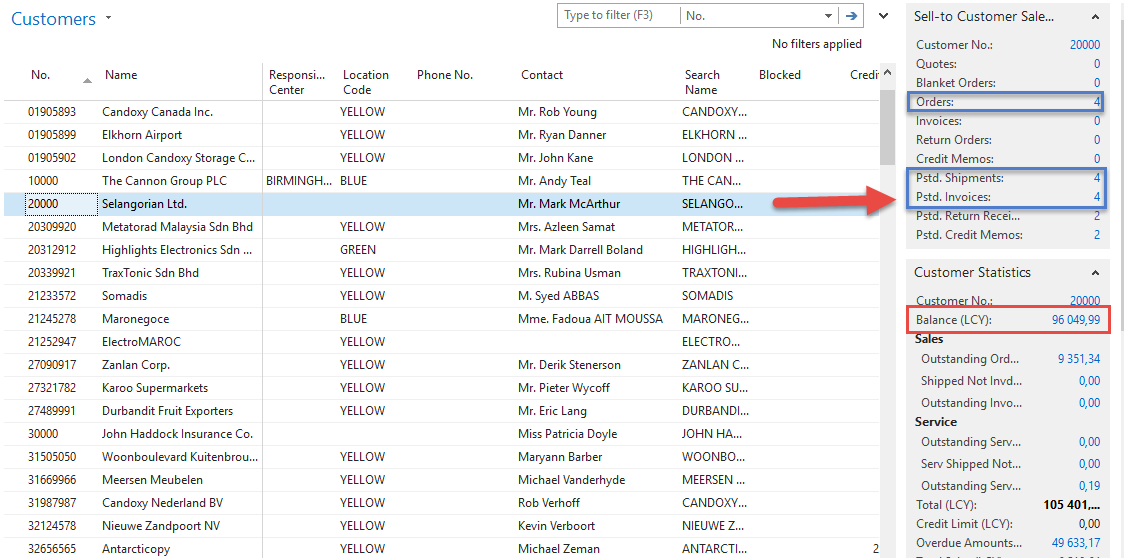 Customers
Type to filter (F3) No.
No filters applied
No. Name Responsi... Center Location Code Phone No. Contact Search Name Blocked Credit
01905893 Candoxy Canada Inc. YELLOW Mr. Rob Young CANDOXY...
01905899 Elkhorn Airport YELLOW Mr. Ryan Danner ELKHORN ...
01905902 London Candoxy Storage C... YELLOW Mr. John Kane LONDON ...
10000 The Cannon Group PLC BIRMINGH... BLUE Mr. Andy Teal THE CAN...
20000 Selangorian Ltd. Mr. Mark McArthur SELANGO...
20309920 Metatorad Malaysia Sdn Bhd YELLOW Mrs. Azleen Samat METATOR...
20312912 Highlights Electronics Sdn ... GREEN Mr. Mark Darrell Boland HIGHLIGH...
20339921 TraxTonic Sdn Bhd YELLOW Mrs. Rubina Usman TRAXTONI...
21233572 Somadis YELLOW M. Syed ABBAS SOMADIS
21245278 Maronegoce BLUE Mme. Fadoua AIT MOUSSA MARONEG...
21252947 ElectroMAROC YELLOW ELECTRO...
27090917 Zanlan Corp. YELLOW Mr. Derik Stenerson ZANLAN C...
27321782 Karoo Supermarkets YELLOW Mr. Pieter Wycoff KAROO SU...
27489991 Durbandit Fruit Exporters YELLOW Mr. Eric Lang DURBANDI...
30000 John Haddock Insurance Co. Miss Patricia Doyle JOHN HA...
31505050 Woonboulevard Kuitenbrou... YELLOW Maryann Barber WOONBO...
31669966 Meersen Meubelen YELLOW Michael Vanderhyde MEERSEN ...
31987987 Candoxy Nederland BV YELLOW Rob Verhoff CANDOXY...
32124578 Nieuwe Zandpoort NV YELLOW Kevin Verboort NIEUWE Z...
32656565 Antarcticopy YELLOW Michael Zeman ANTARCTI... 2
Sell-to Customer Sale...
Customer No.: 20000
Quotes: 0
Blanket Orders: 0
Orders: 4
Invoices: 0
Return Orders: 0
Credit Memos: 0
Pstd. Shipments: 4
Pstd. Invoices: 4
Pstd. Return Recei... 2
Pstd. Credit Memos: 2
Customer Statistics
Customer No.: 20000
Balance (LCY): 96 049,99
Sales
Outstanding Ord... 9 351,34
Shipped Not Invd... 0,00
Outstanding Invo... 0,00
Service
Outstanding Serv... 0,00
Serv Shipped Not... 0,00
Outstanding Serv... 0,19
Total (LCY): 105 401,...
Credit Limit (LCY): 0,00
Overdue Amounts... 49 633,17